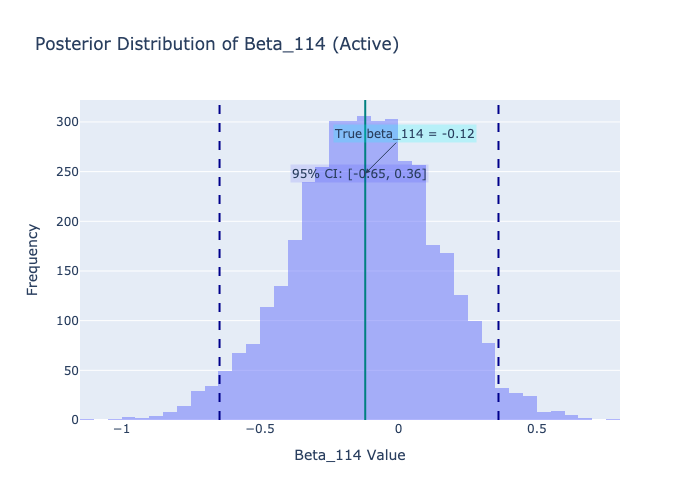 Posterior Distribution of Beta_114 (Active)
300
True beta_114 = -0.12
250
95% CI: [-0.65, 0.36]
200
150
100
50
0
Frequency
−1
−0.5
0
0.5
Beta_114 Value